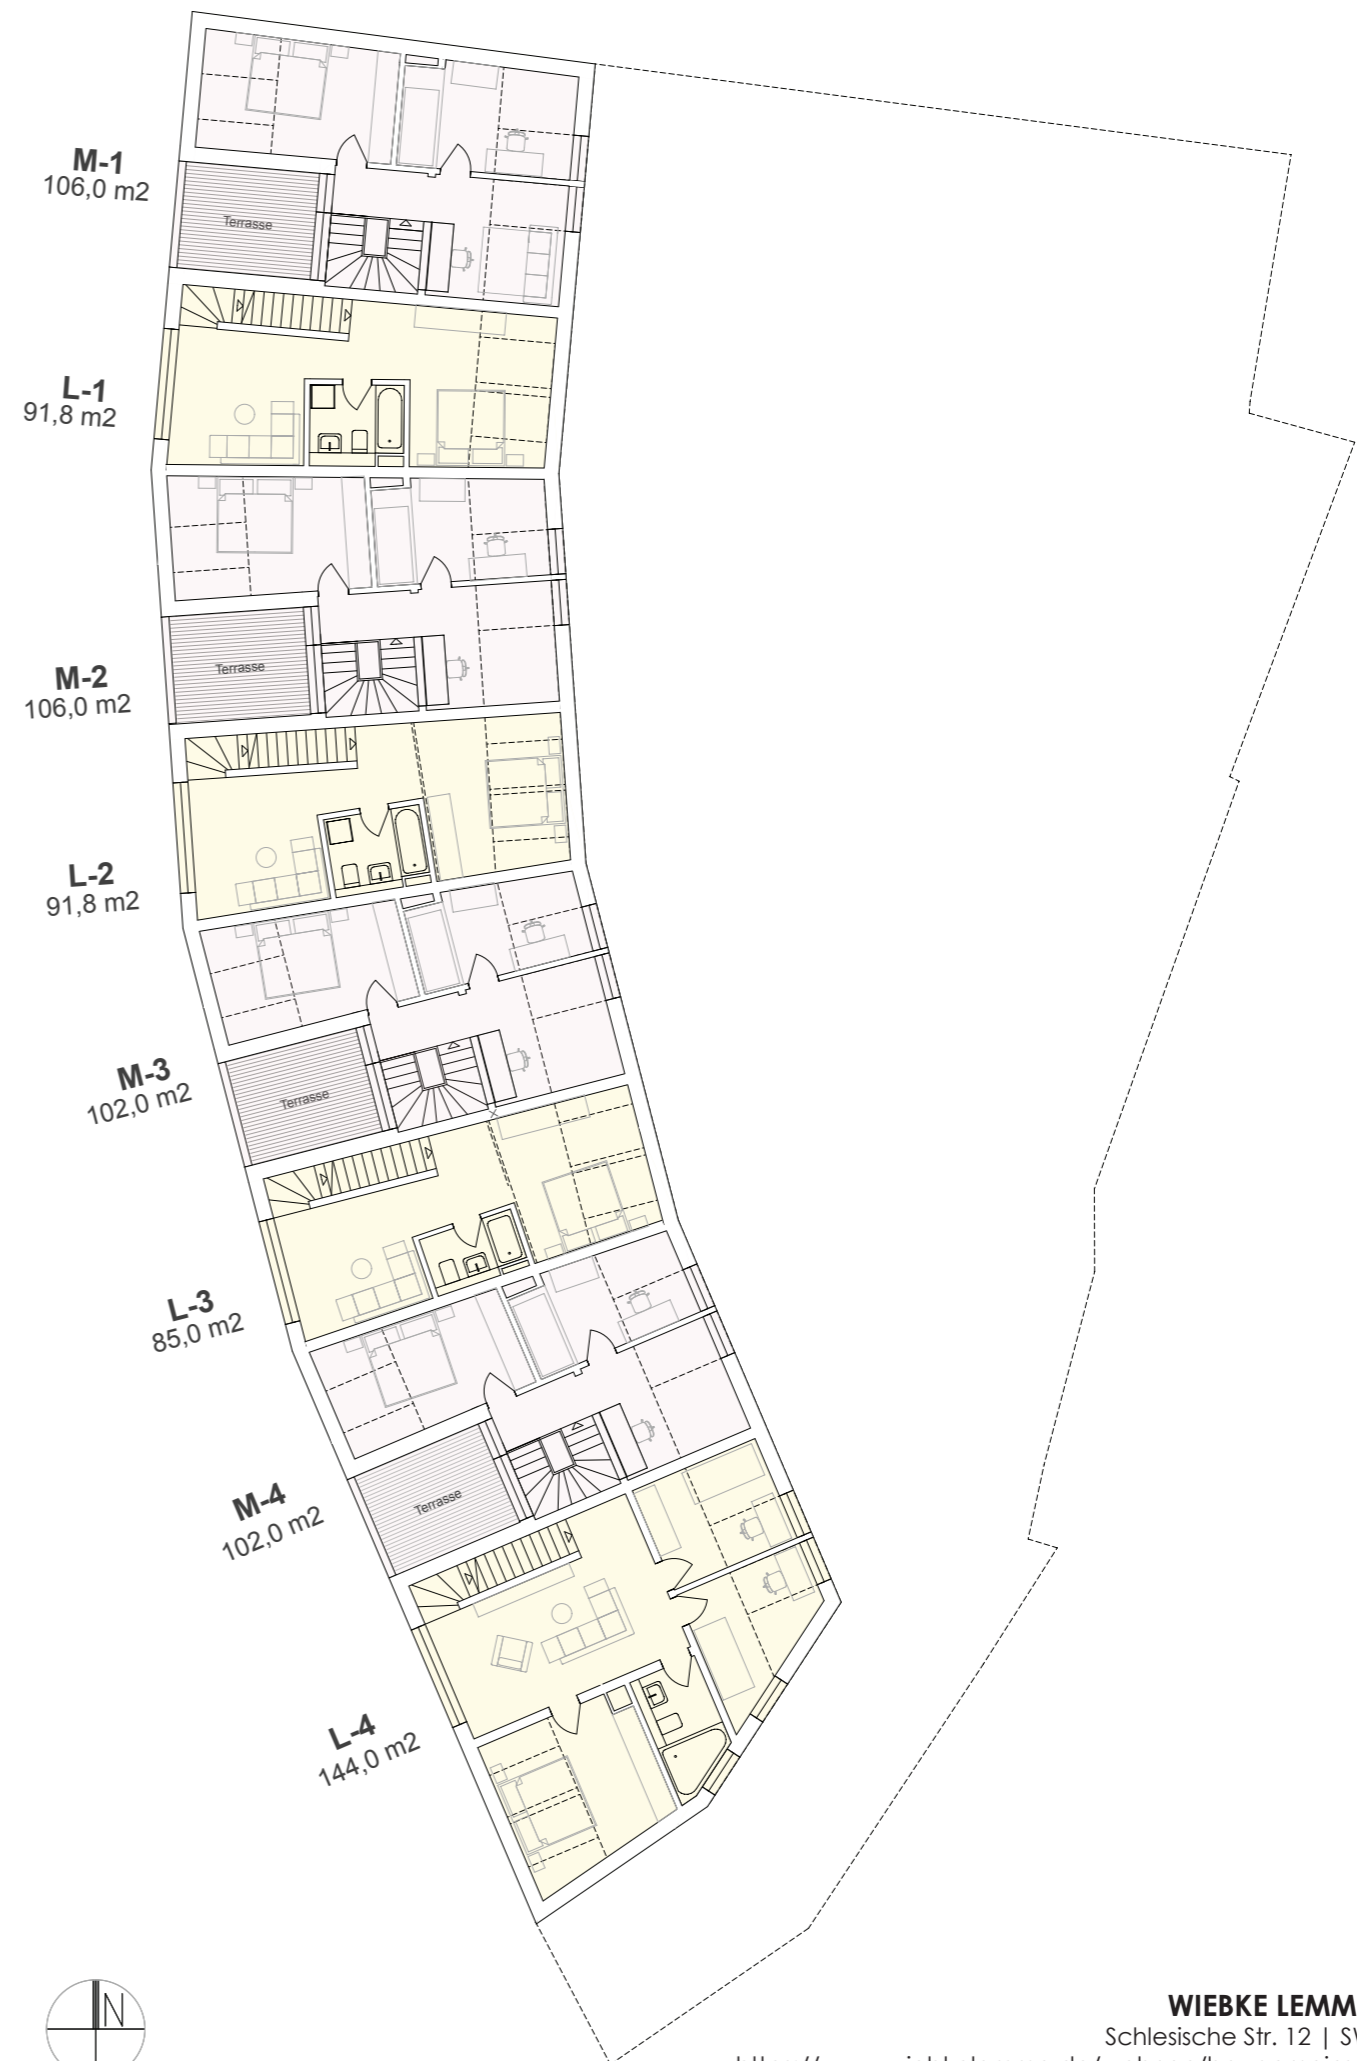 M-1
106,0 m2
Terrasse
L-1
91,8 m2
M-2
106,0 m2
Terrasse
L-2
91,8 m2
M-3
102,0 m2
Terrasse
L-3
85,0 m2
M-4
102,0 m2
Terrasse
L-4
144,0 m2
N
WIEBKE LEMM
Schlesische Str. 12 | SW